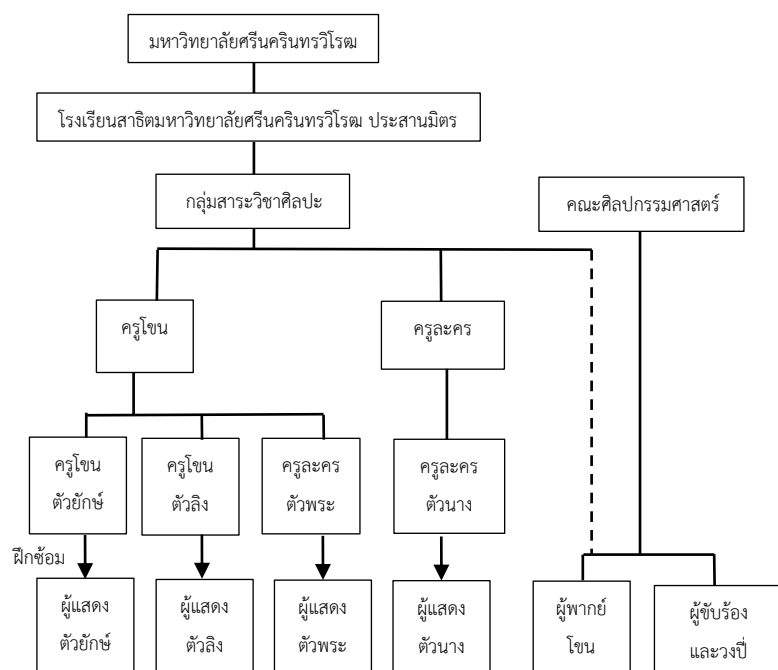 มหาวิทยาลัยศรีนครินทรวิโรฒ
โรงเรียนสาธิตมหาวิทยาลัยศรีนครินทรวิโรฒ ประสานมิตร
กลุ่มสาระวิชาศิลปะ
คณะศิลปกรรมศาสตร์
ครูโขน
ครูละคร
ครูโขน
ตัวยักษ์
ครูโขน
ตัวลิง
ครูละคร
ตัวพระ
ครูละคร
ตัวนาง
ฝึกซ้อม
ผู้แสดง
ตัวยักษ์
ผู้แสดง
ตัวลิง
ผู้แสดง
ตัวพระ
ผู้แสดง
ตัวนาง
ผู้พากย์
โขน
ผู้ขับร้อง
และวงปี่